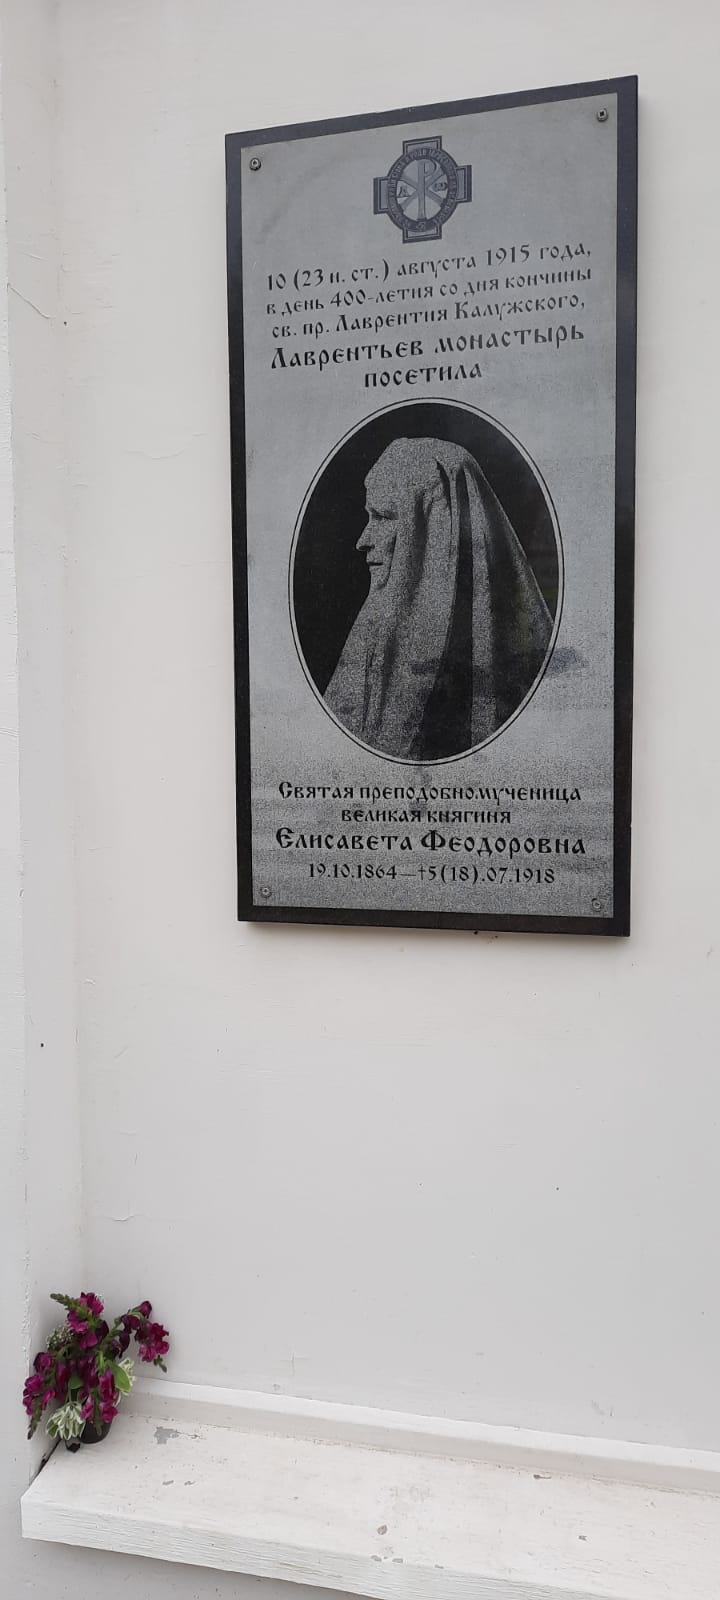 10 (23 н. ст.) августа 1915 года,
в день 400-летия со дня кончины
св. пр. Лаврентия Калужского,
Лаврентьев монастырь
посетила
Святая преподобномученица
великая княгиня
Елисавета Феодоровна
19.10.1864—†5(18).07.1918